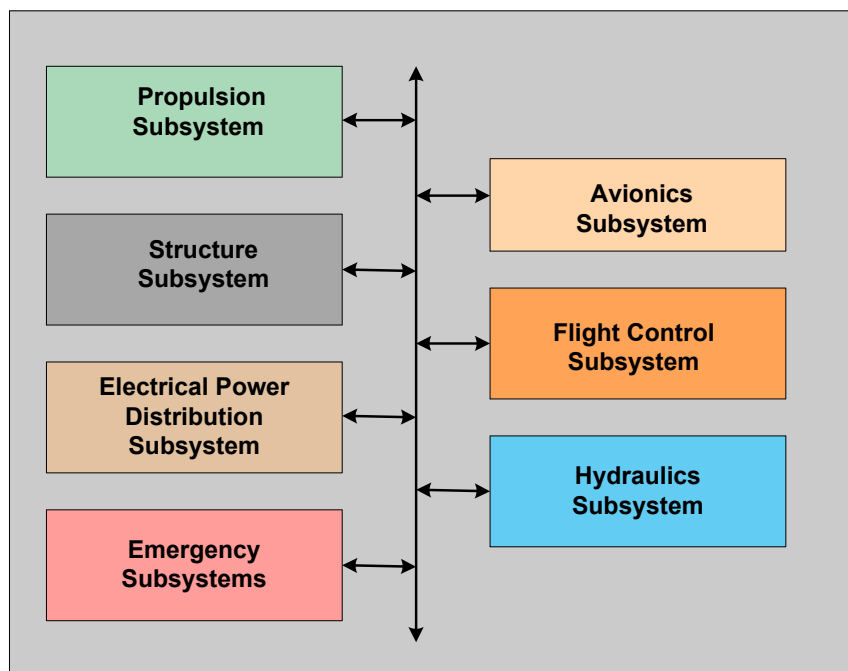 Propulsion
Subsystem
Avionics
Subsystem
Structure
Subsystem
Flight Control
Subsystem
Electrical Power
Distribution
Subsystem
Hydraulics
Subsystem
Emergency
Subsystems